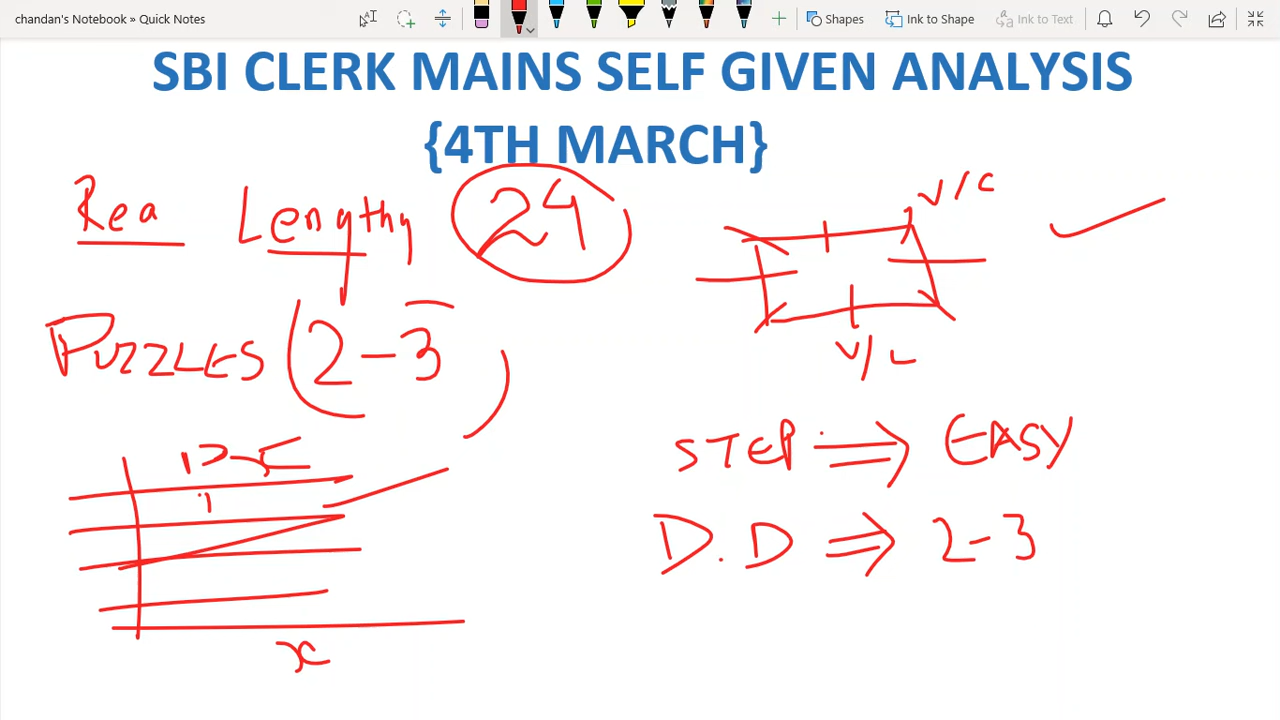 chandan's Notebook » Quick Notes
Shapes
Ink to Shape
Ink to Text
SBI CLERK MAINS SELF GIVEN ANALYSIS
{4TH MARCH}
Rea Lengthy 24
V/C
PUZZLES (2-3)
V/L
STEP ⇒ EASY
D.D ⇒ 2-3
x